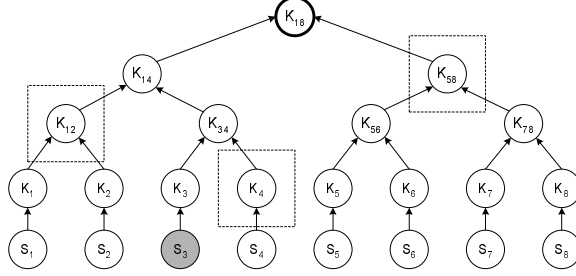 K18
K14 K58
K12 K34 K56 K78
K1 K2 K3 K4 K5 K6 K7 K8
S1 S2 S3 S4 S5 S6 S7 S8